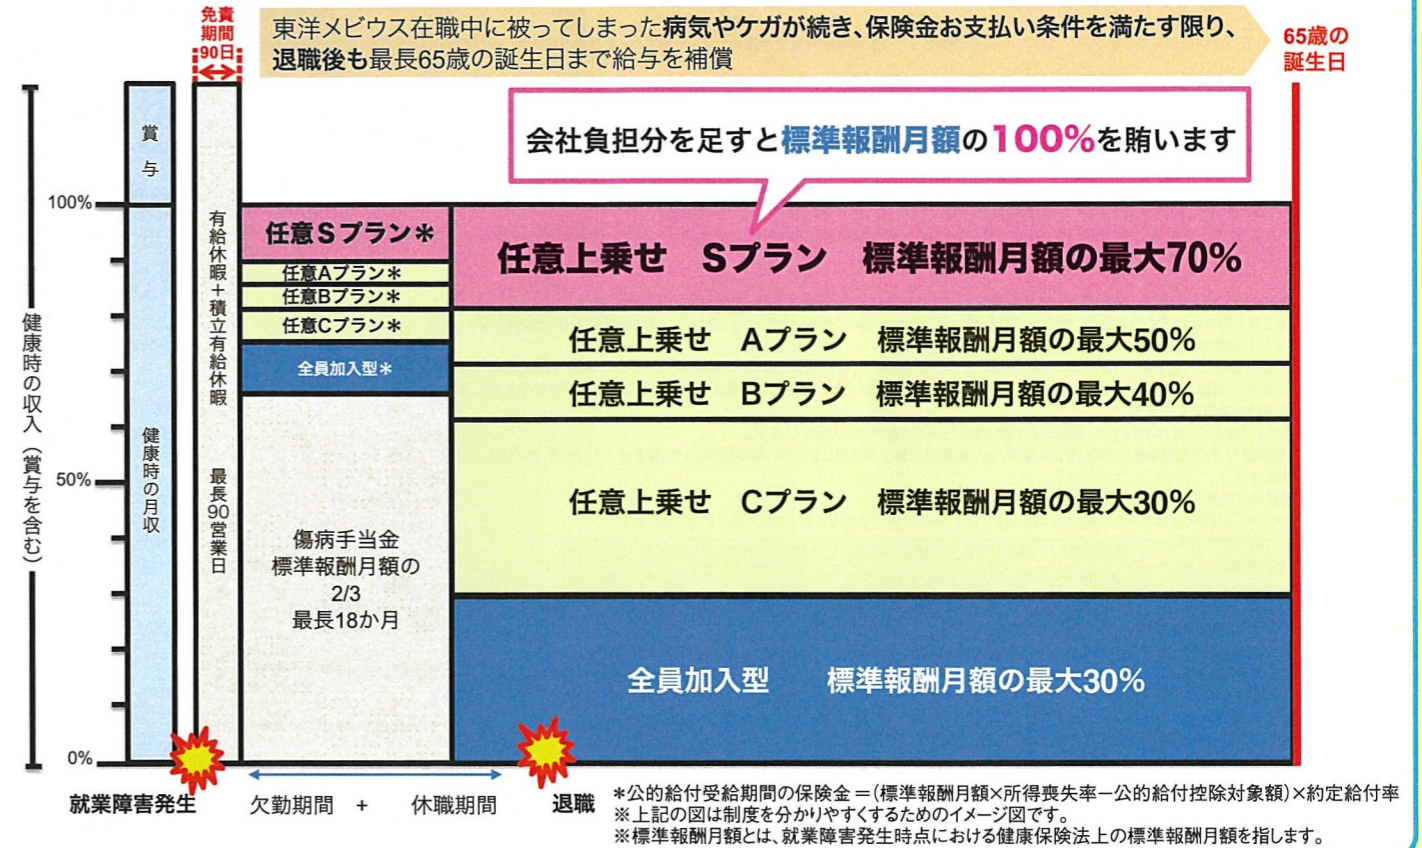 免責
期間
90日
東洋メビウス在職中に被ってしまった病気やケガが続き、保険金お支払い条件を満たす限り、
退職後も最長65歳の誕生日まで給与を補償
65歳の
誕生日
会社負担分を足すと標準報酬月額の100%を賄います
健康時の収入（賞与を含む）
100%
50%
0%
賞与
健康時の月収
有給休暇＋積立有給休暇 最長90営業日
任意Sプラン＊
任意Aプラン＊
任意Bプラン＊
任意Cプラン＊
全員加入型＊
傷病手当金
標準報酬月額の
2/3
最長18か月
任意上乗せ Sプラン 標準報酬月額の最大70%
任意上乗せ Aプラン 標準報酬月額の最大50%
任意上乗せ Bプラン 標準報酬月額の最大40%
任意上乗せ Cプラン 標準報酬月額の最大30%
全員加入型 標準報酬月額の最大30%
就業障害発生
欠勤期間 + 休職期間
退職
＊公的給付受給期間の保険金＝(標準報酬月額×所得喪失率－公的給付控除対象額)×約定給付率
※上記の図は制度を分かりやすくするためのイメージ図です。
※標準報酬月額とは、就業障害発生時点における健康保険法上の標準報酬月額を指します。